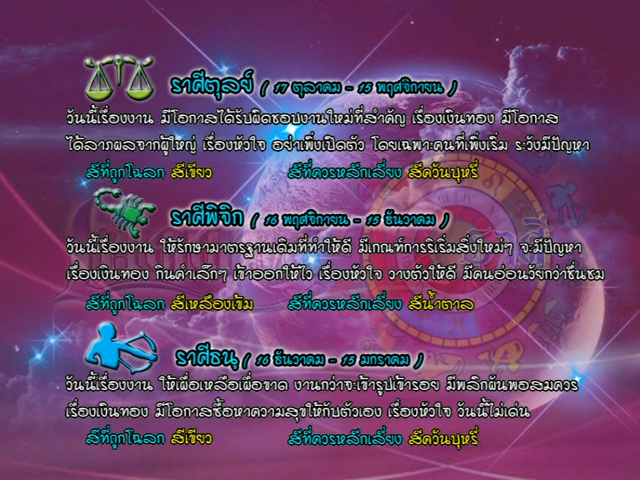 ราศีตุลย์ ( 17 ตุลาคม - 15 พฤศจิกายน )
วันนี้เรื่องงาน มีโอกาสได้รับผิดชอบงานใหม่ที่สำคัญ เรื่องเงินทอง มีโอกาส
ได้ลาภผลจากผู้ใหญ่ เรื่องหัวใจ อย่าเพิ่งเปิดตัว โดยเฉพาะคนที่เพิ่งเริ่ม ระวังมีปัญหา
สีที่ถูกโฉลก สีเขียว สีที่ควรหลีกเลี่ยง สีควันบุหรี่
ราศีพิจิก ( 16 พฤศจิกายน - 15 ธันวาคม )
วันนี้เรื่องงาน ให้รักษามาตรฐานเดิมที่ทำให้ดี มีเกณฑ์การริเริ่มสิ่งใหม่ๆ จะมีปัญหา
เรื่องเงินทอง กินคำเล็กๆ เข้าออกให้ไว เรื่องหัวใจ วางตัวให้ดี มีคนอ่อนวัยกว่าชื่นชม
สีที่ถูกโฉลก สีเหลืองเข้ม สีที่ควรหลีกเลี่ยง สีน้ำตาล
ราศีธนู ( 16 ธันวาคม - 15 มกราคม )
วันนี้เรื่องงาน ให้เผื่อเหลือเผื่อขาด งานกว่าจะเข้ารูปเข้ารอย มีพลิกผันพอสมควร
เรื่องเงินทอง มีโอกาสซื้อหาความสุขให้กับตัวเอง เรื่องหัวใจ วันนี้ไม่เด่น
สีที่ถูกโฉลก สีเขียว สีที่ควรหลีกเลี่ยง สีควันบุหรี่